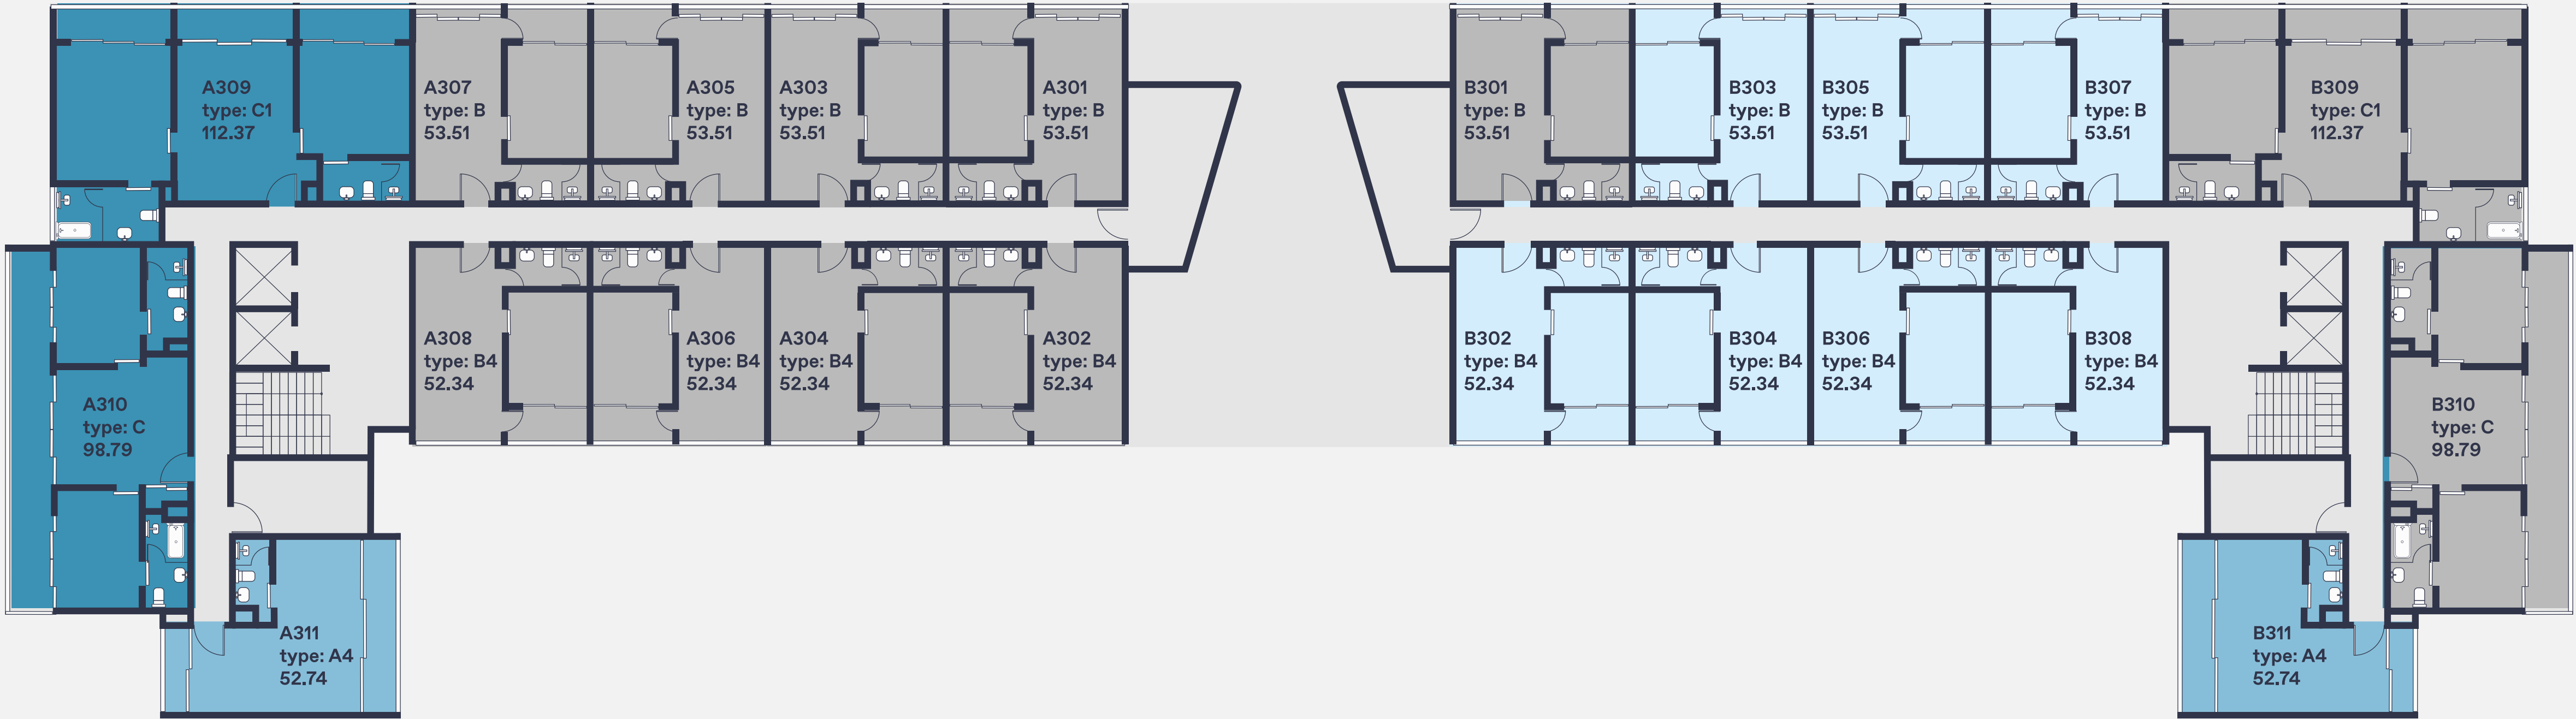 A309
type: C1
112.37
A307
type: B
53.51
A305
type: B
53.51
A303
type: B
53.51
A301
type: B
53.51
B301
type: B
53.51
B303
type: B
53.51
B305
type: B
53.51
B307
type: B
53.51
B309
type: C1
112.37
A308
type: B4
52.34
A306
type: B4
52.34
A304
type: B4
52.34
A302
type: B4
52.34
B302
type: B4
52.34
B304
type: B4
52.34
B306
type: B4
52.34
B308
type: B4
52.34
A310
type: C
98.79
B310
type: C
98.79
A311
type: A4
52.74
B311
type: A4
52.74